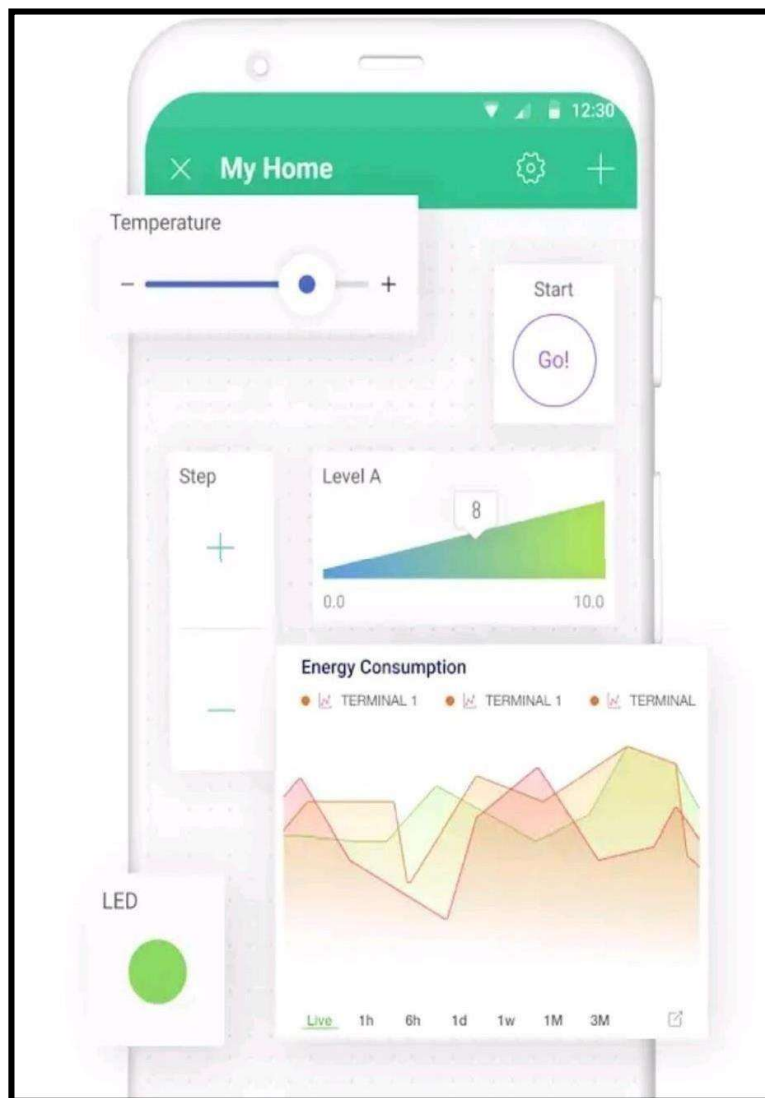 12:30
My Home
Temperature
- +
Start
Go!
Step
+
−
Level A
8
0.0 10.0
Energy Consumption
TERMINAL 1 TERMINAL 1 TERMINAL
LED
Live 1h 6h 1d 1w 1M 3M